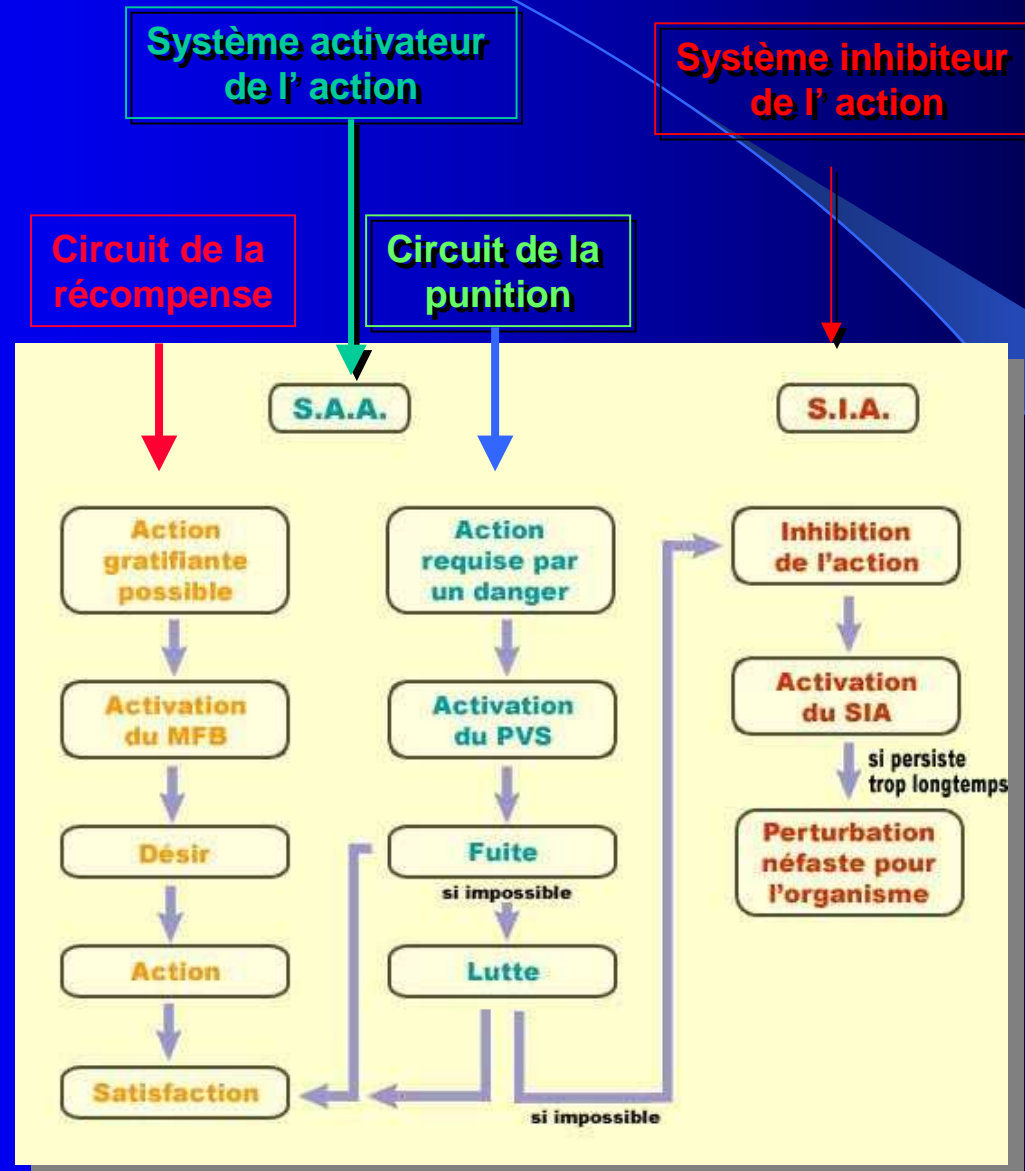 Système activateur
de l' action
Système inhibiteur
de l' action
Circuit de la
récompense
Circuit de la
punition
S.A.A.
S.I.A.
Action
gratifiante
possible
Activation
du MFB
Désir
Action
Satisfaction
Action
requise par
un danger
Activation
du PVS
Fuite
si impossible
Lutte
si impossible
Inhibition
de l'action
Activation
du SIA
si persiste
trop longtemps
Perturbation
néfaste pour
l'organisme